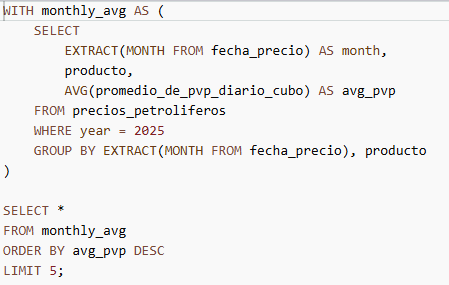 WITH monthly_avg AS (
    SELECT
        EXTRACT(MONTH FROM fecha_precio) AS month,
        producto,
        AVG(promedio_de_pvp_diario_cubo) AS avg_pvp
    FROM precios_petroliferos
    WHERE year = 2025
    GROUP BY EXTRACT(MONTH FROM fecha_precio), producto
)

SELECT *
FROM monthly_avg
ORDER BY avg_pvp DESC
LIMIT 5;